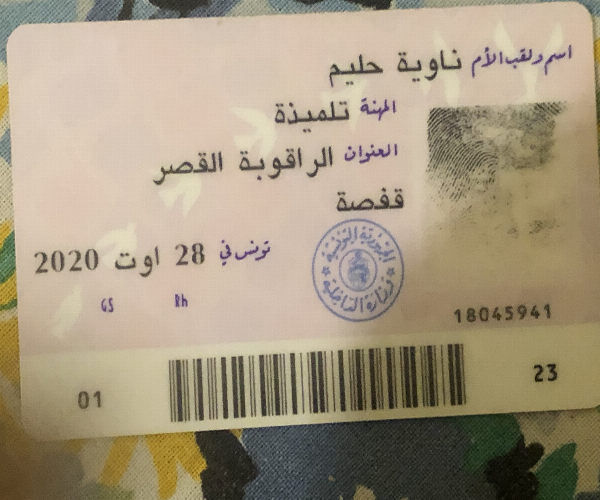 اسم ولقب الأم ناوية حليم
المهنة تلميذة
العنوان الراقوبة القصر
قفصة
تونس في 28 اوت 2020
GS Rh
الجمهورية التونسية
وزارة الداخلية
18045941
01 23